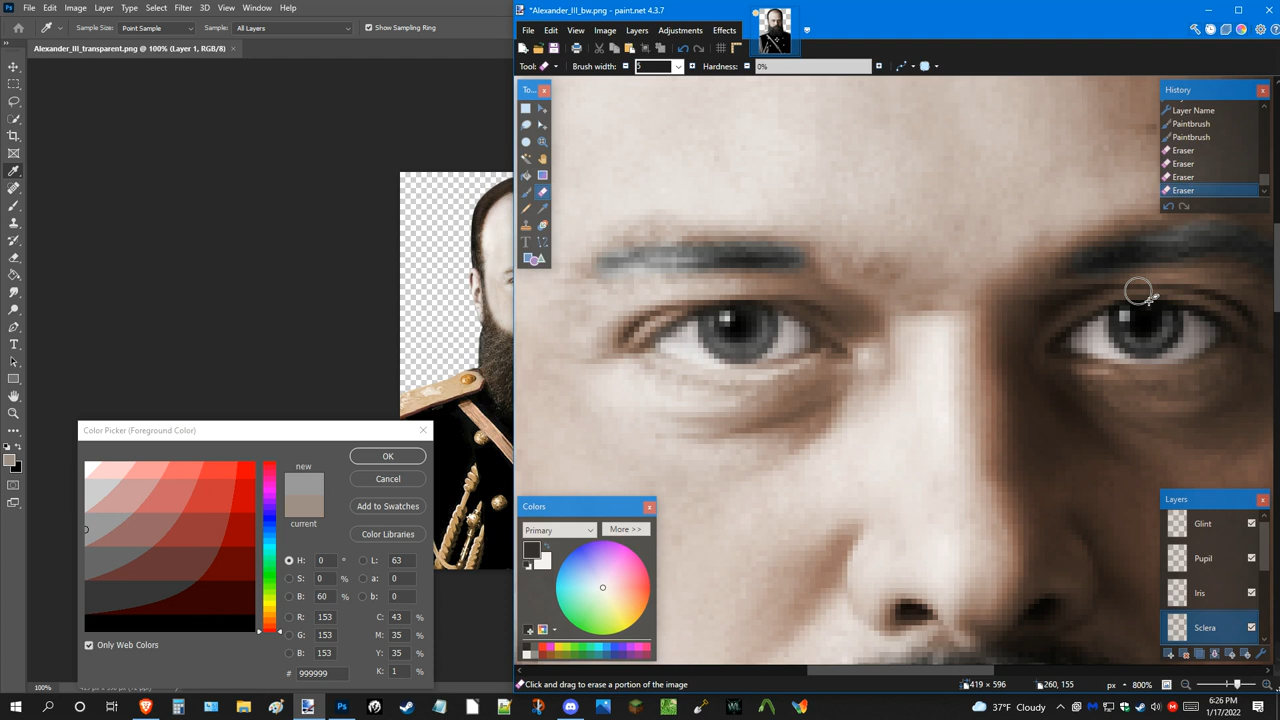 Ps File Edit Image Layer Type Select Filter 3D View Window Help
Sample Size: Point Sample Sample: All Layers Show Sampling Ring
Alexander_III_transparent.png @ 100% (Layer 1, RGB/8)
*Alexander_III_bw.png - paint.net 4.3.7
File Edit View Image Layers Adjustments Effects
Tool: Brush width: 5 Hardness: 0%
To...
History
Layer Name
Paintbrush
Paintbrush
Eraser
Eraser
Eraser
Eraser
Color Picker (Foreground Color)
new
current
OK
Cancel
Add to Swatches
Color Libraries
H: 0 ° L: 63
S: 0 % a: 0
B: 60 % b: 0
R: 153 C: 43 %
G: 153 M: 35 %
B: 153 Y: 35 %
# 999999 K: 1 %
Only Web Colors
Colors
Primary More >>
Layers
Glint
Pupil
Iris
Sclera
100%
Click and drag to erase a portion of the image
419 × 596 260, 155 px 800%
37°F Cloudy
6:26 PM
1/17/2022